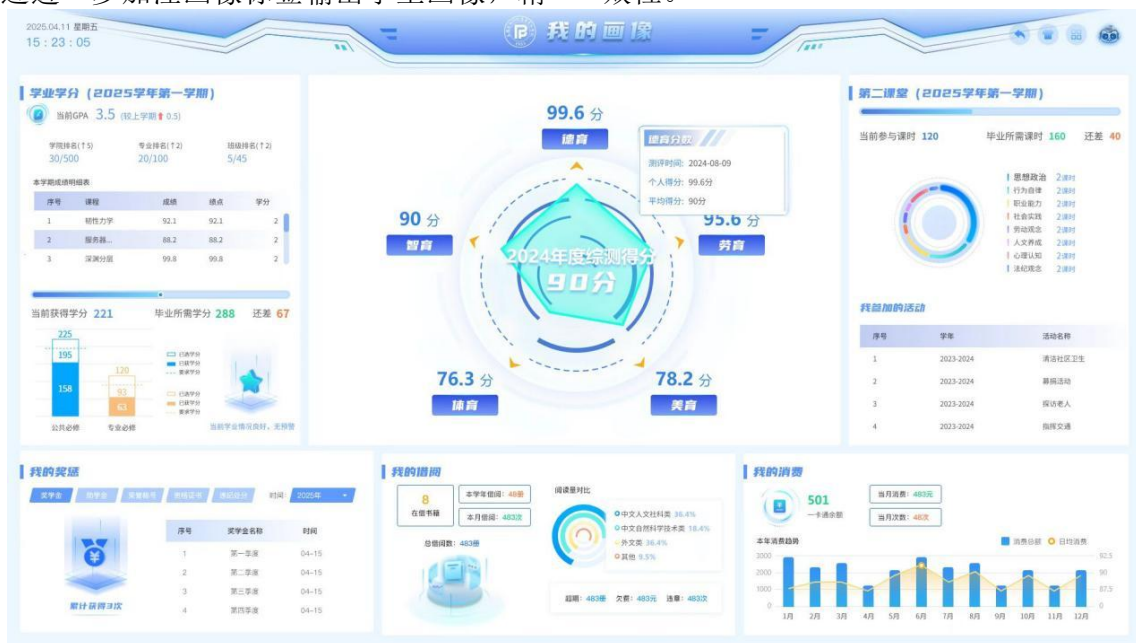 2025.04.11 星期五
15 : 23 : 05
我的画像
学业学分 (2025学年第一学期)
当前GPA 3.5 (较上学期 0.5)
学院排名(↑5) 专业排名(↑2) 班级排名(↑2)
30/500 20/100 5/45
本学期成绩明细表
序号 课程 成绩 绩点 学分
1 韧性力学 92.1 92.1 2
2 服务器... 88.2 88.2 2
3 深渊分层 99.8 99.8 2
当前获得学分 221 毕业所需学分 288 还差 67
225
195
158
120
93
63
公共必修 专业必修
已选学分
已获学分
要求学分
已选学分
已获学分
要求学分
当前学业情况良好，无预警
99.6 分
德育
德育分数
测评时间: 2024-08-09
个人得分: 99.6分
平均得分: 90分
90 分
智育
95.6 分
劳育
2024年度综测得分
90分
76.3 分
体育
78.2 分
美育
第二课堂 (2025学年第一学期)
当前参与课时 120 毕业所需课时 160 还差 40
思想政治 2课时
行为自律 2课时
职业能力 2课时
社会实践 2课时
劳动观念 2课时
人文养成 2课时
心理认知 2课时
法纪观念 2课时
我参加的活动
序号 学年 活动名称
1 2023-2024 清洁社区卫生
2 2023-2024 募捐活动
3 2023-2024 探访老人
4 2023-2024 指挥交通
我的奖惩
奖学金 助学金 时间: 2025年
序号 奖学金名称 时间
1 第一季度 04-15
2 第二季度 04-15
3 第三季度 04-15
4 第四季度 04-15
累计获得3次
我的借阅
8
在借书籍
本学年借阅: 48册
本月借阅: 483次
总借阅数: 483册
阅读量对比
中文人文社科类 36.4%
中文自然科学技术类 18.4%
外文类 36.4%
其他 9.5%
超期: 483册 欠费: 483元 违章: 483次
我的消费
501
一卡通余额
当月消费: 483元
当月次数: 48次
本年消费趋势
消费总额 日均消费
3000 92.5
2000 90
1000 87.5
0 0
1月 2月 3月 4月 5月 6月 7月 8月 9月 10月 11月 12月